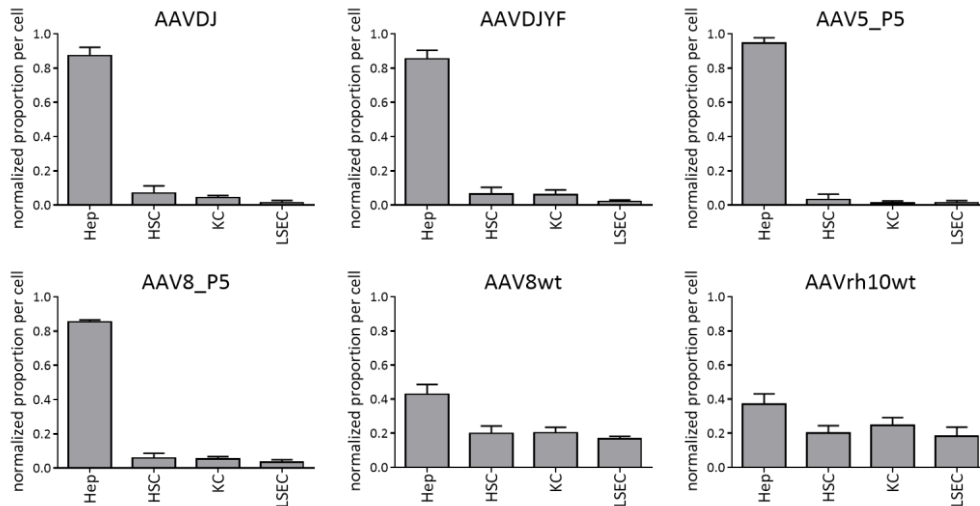 AAVDJ
normalized proportion per cell
1.0
0.8
0.6
0.4
0.2
0.0
Hep
HSC
KC
LSEC
AAVDJYF
normalized proportion per cell
1.0
0.8
0.6
0.4
0.2
0.0
Hep
HSC
KC
LSEC
AAV5_P5
normalized proportion per cell
1.0
0.8
0.6
0.4
0.2
0.0
Hep
HSC
KC
LSEC
AAV8_P5
normalized proportion per cell
1.0
0.8
0.6
0.4
0.2
0.0
Hep
HSC
KC
LSEC
AAV8wt
normalized proportion per cell
1.0
0.8
0.6
0.4
0.2
0.0
Hep
HSC
KC
LSEC
AAVrh10wt
normalized proportion per cell
1.0
0.8
0.6
0.4
0.2
0.0
Hep
HSC
KC
LSEC